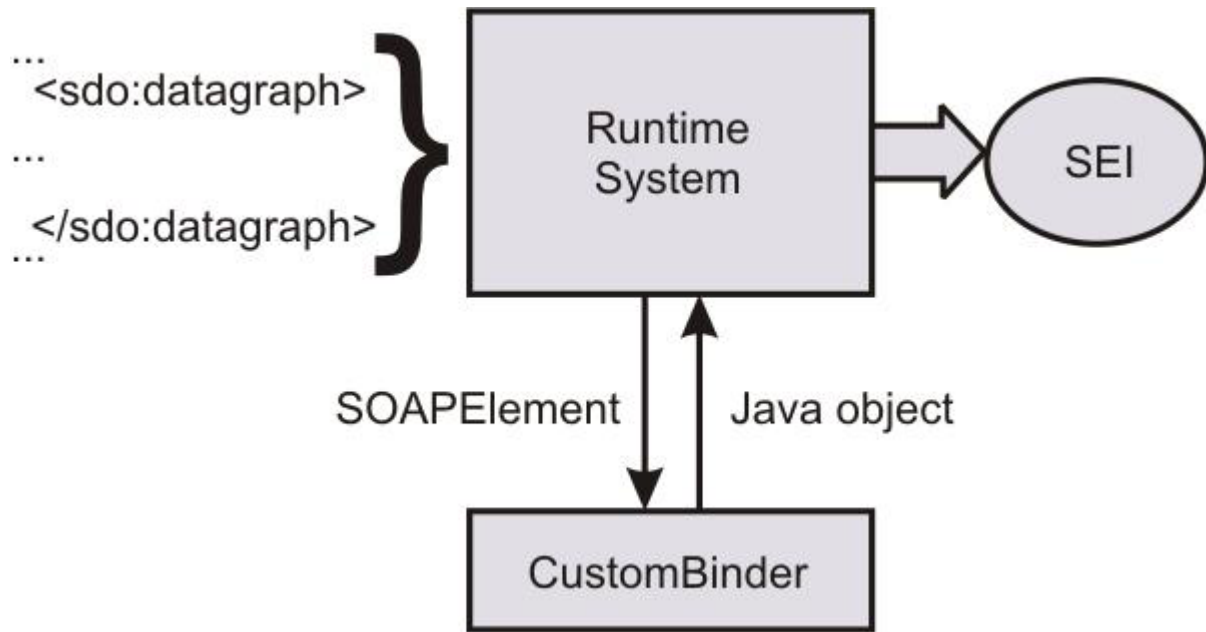 ...
<sdo:datagraph>
...
</sdo:datagraph>
...
Runtime
System
SEI
SOAPElement
Java object
CustomBinder